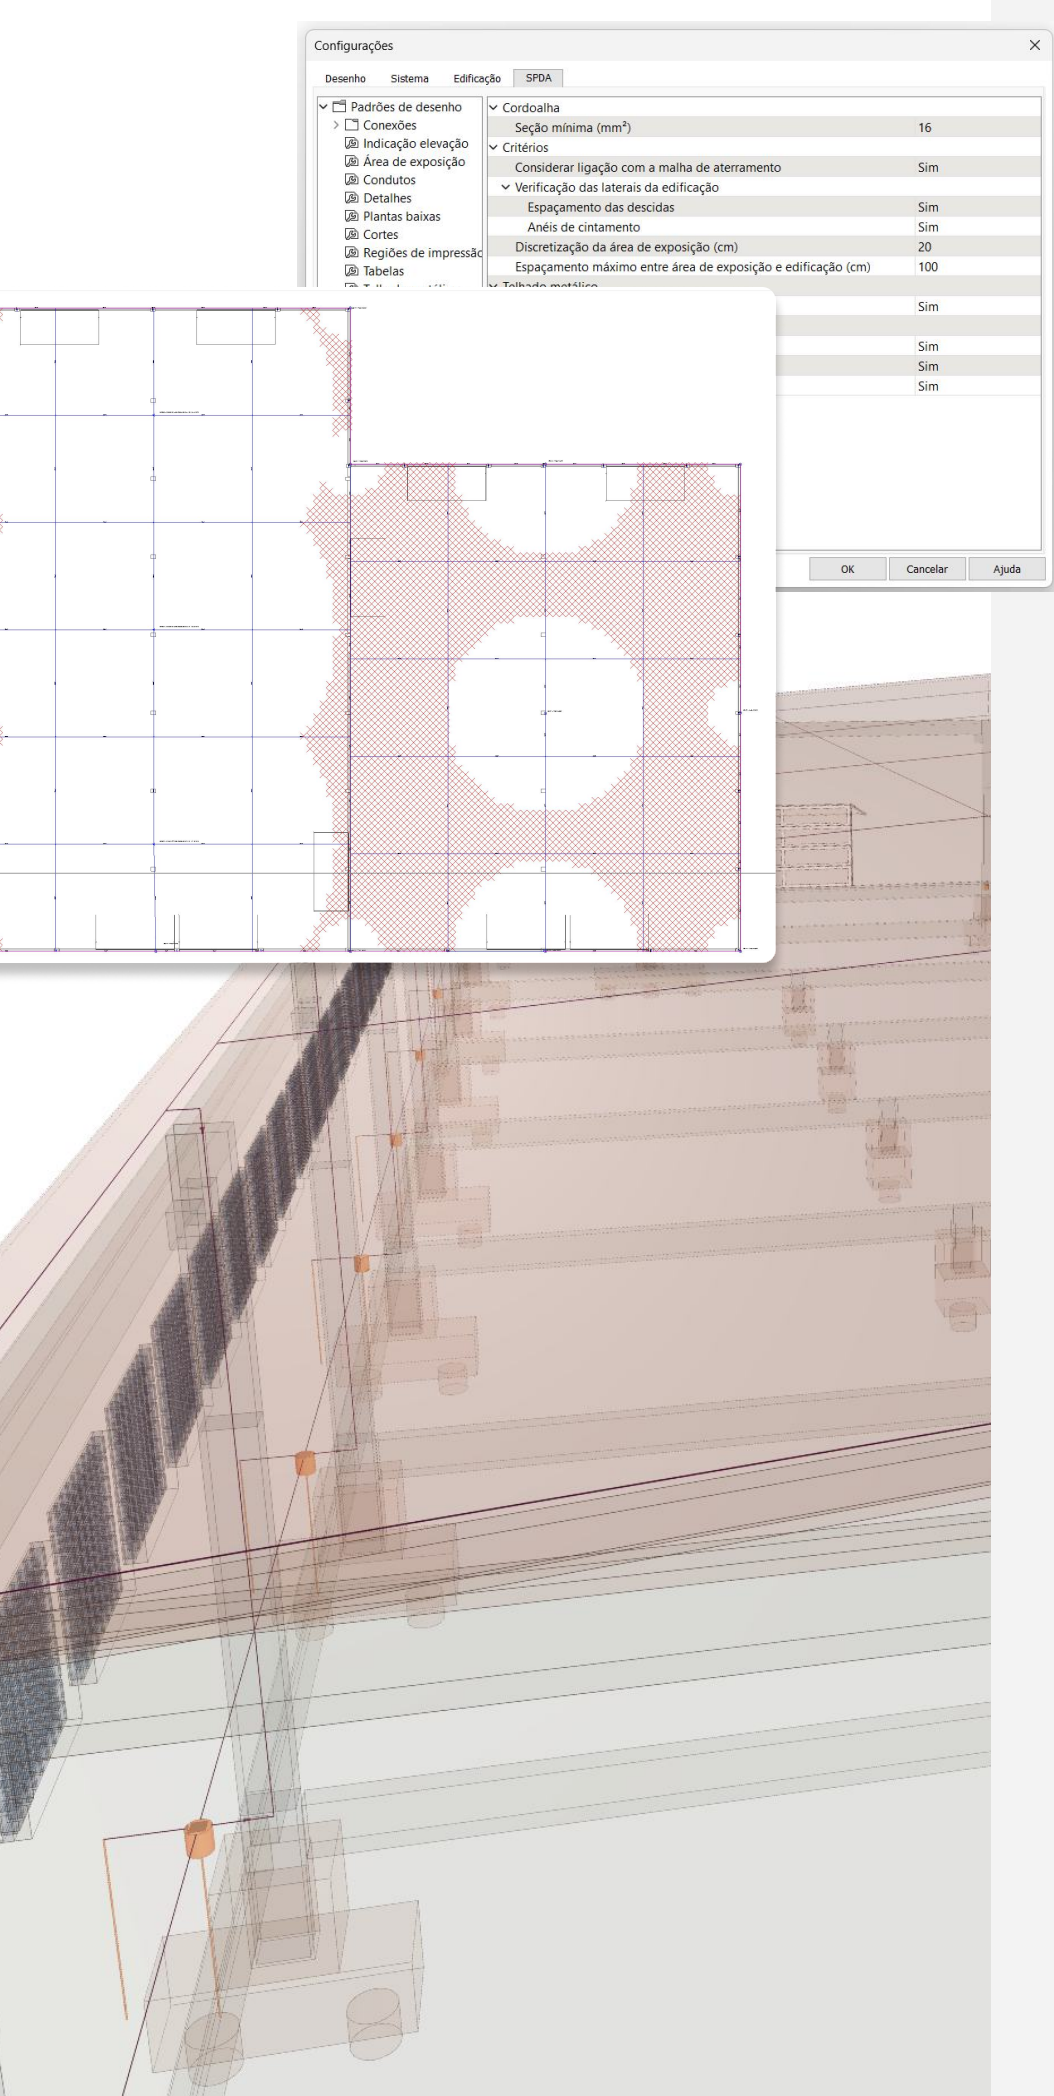 Configurações
Desenho Sistema Edificação SPDA
Padrões de desenho
Conexões
Indicação elevação
Área de exposição
Condutos
Detalhes
Plantas baixas
Cortes
Regiões de impressão
Tabelas
Cordoalha
Seção mínima (mm²) 16
Critérios
Considerar ligação com a malha de aterramento Sim
Verificação das laterais da edificação
Espaçamento das descidas Sim
Anéis de cintamento Sim
Discretização da área de exposição (cm) 20
Espaçamento máximo entre área de exposição e edificação (cm) 100
Telhado metálico
Sim
Sim
Sim
Sim
OK Cancelar Ajuda